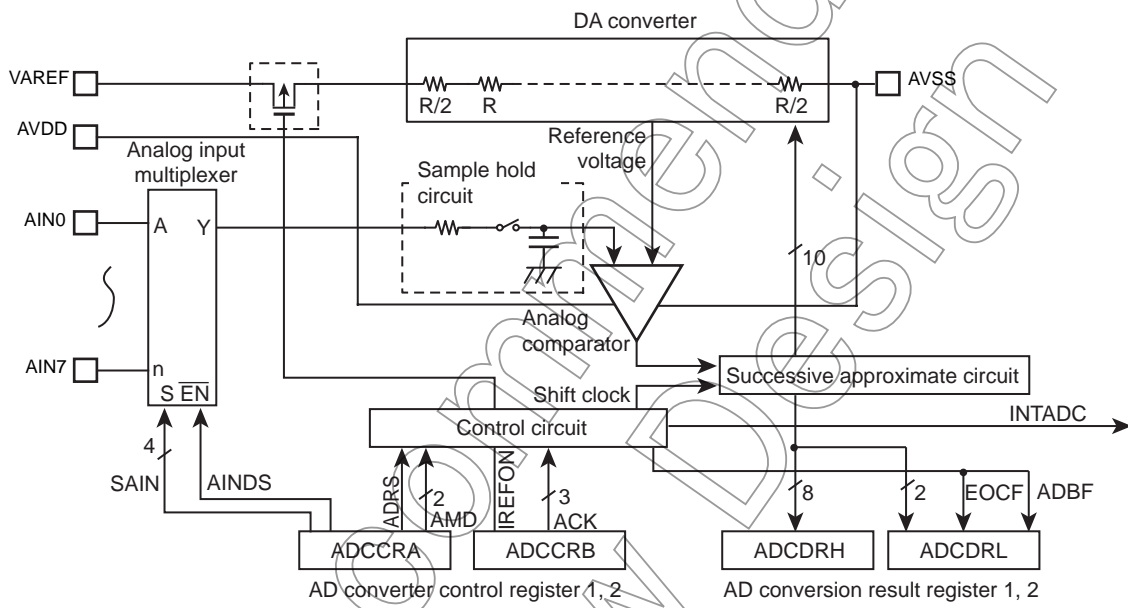 DA converter
VAREF
R/2
R
R/2
AVSS
AVDD
Reference
voltage
Analog input
multiplexer
Sample hold
circuit
AIN0
A
Y
10
Analog
comparator
AIN7
n
S EN
Successive approximate circuit
Shift clock
INTADC
Control circuit
4
SAIN
AINDS
ADRS
2
AMD
IREFON
3
ACK
8
2
EOCF
ADBF
ADCCRA
ADCCRB
ADCDRH
ADCDRL
AD converter control register 1, 2
AD conversion result register 1, 2